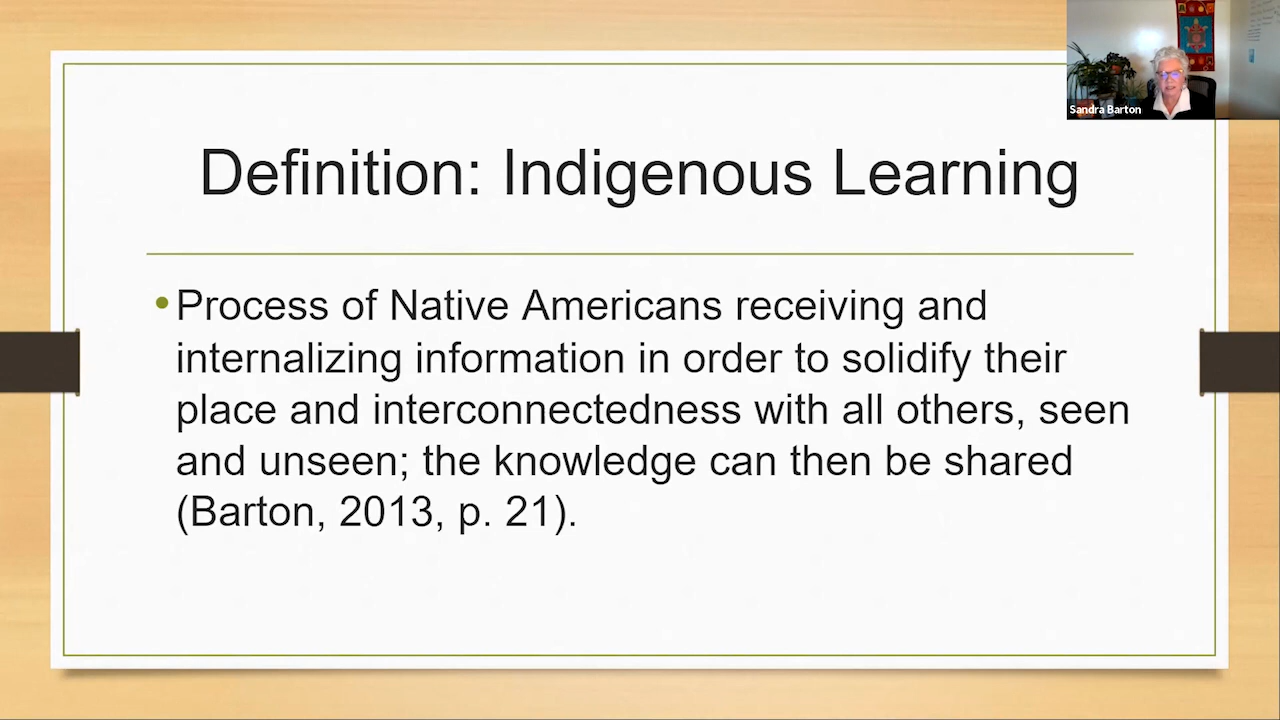 Sandra Barton
Definition: Indigenous Learning
•Process of Native Americans receiving and
internalizing information in order to solidify their
place and interconnectedness with all others, seen
and unseen; the knowledge can then be shared
(Barton, 2013, p. 21).